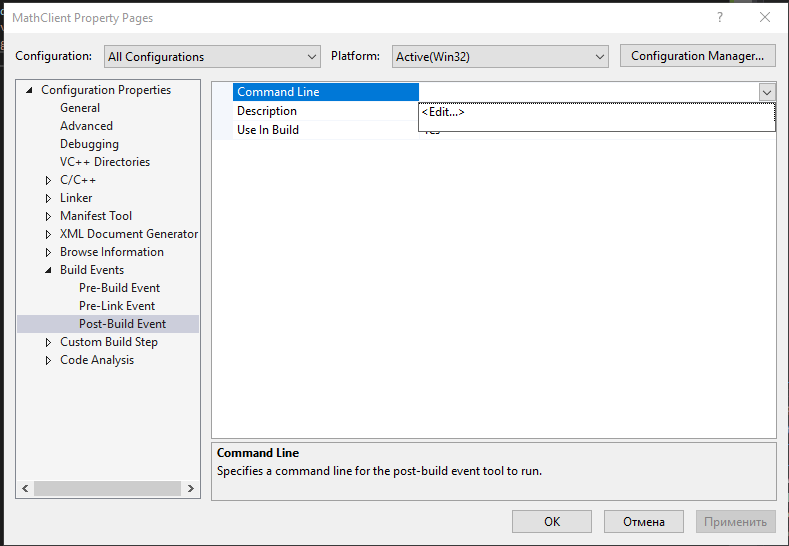 MathClient Property Pages
?
Configuration: All Configurations Platform: Active(Win32) Configuration Manager...
Configuration Properties
General
Advanced
Debugging
VC++ Directories
C/C++
Linker
Manifest Tool
XML Document Generator
Browse Information
Build Events
Pre-Build Event
Pre-Link Event
Post-Build Event
Custom Build Step
Code Analysis
Command Line
<Edit...>
Description
Use In Build
Command Line
Specifies a command line for the post-build event tool to run.
OK Отмена Применить